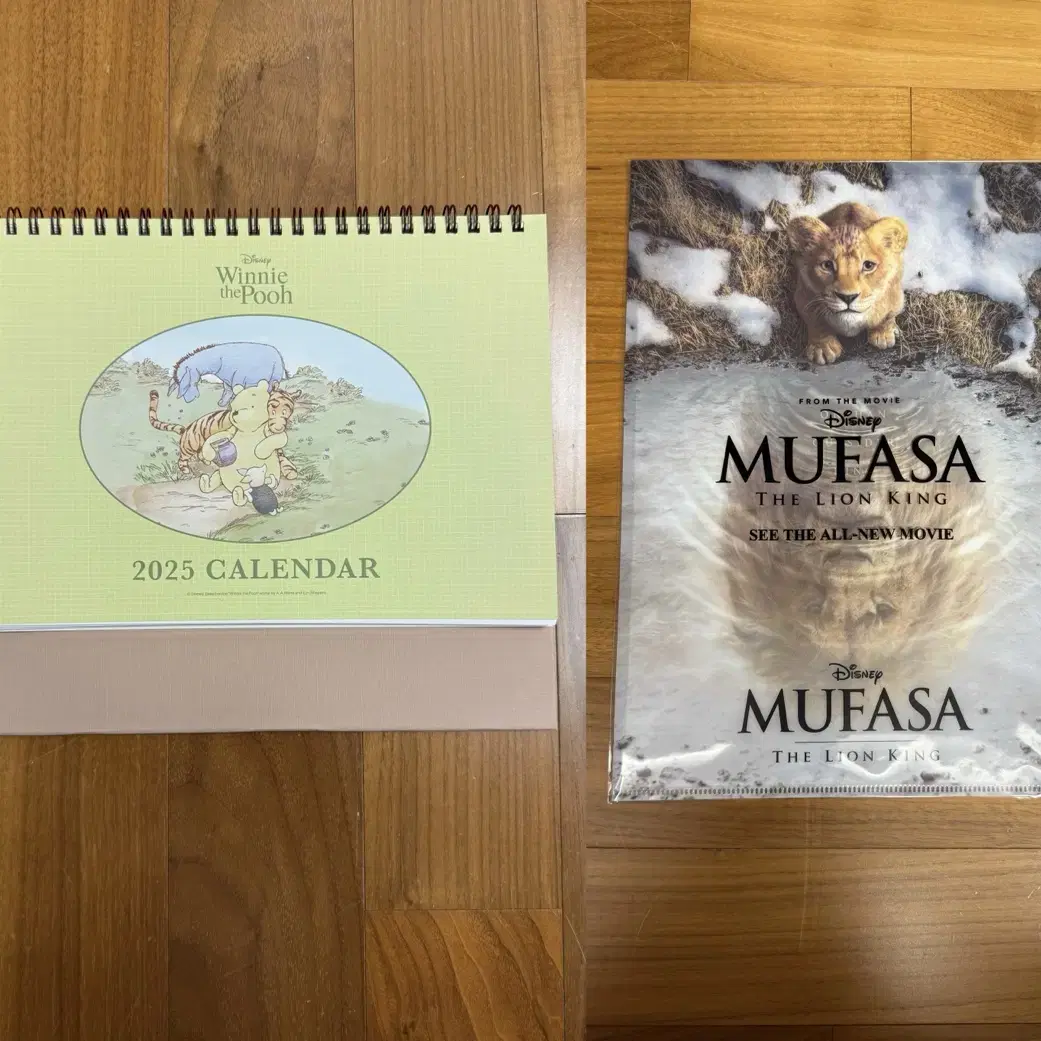 Disney
Winnie
the Pooh
2025 CALENDAR
FROM THE MOVIE
Disney
MUFASA
THE LION KING
SEE THE ALL-NEW MOVIE
Disney
MUFASA
THE LION KING